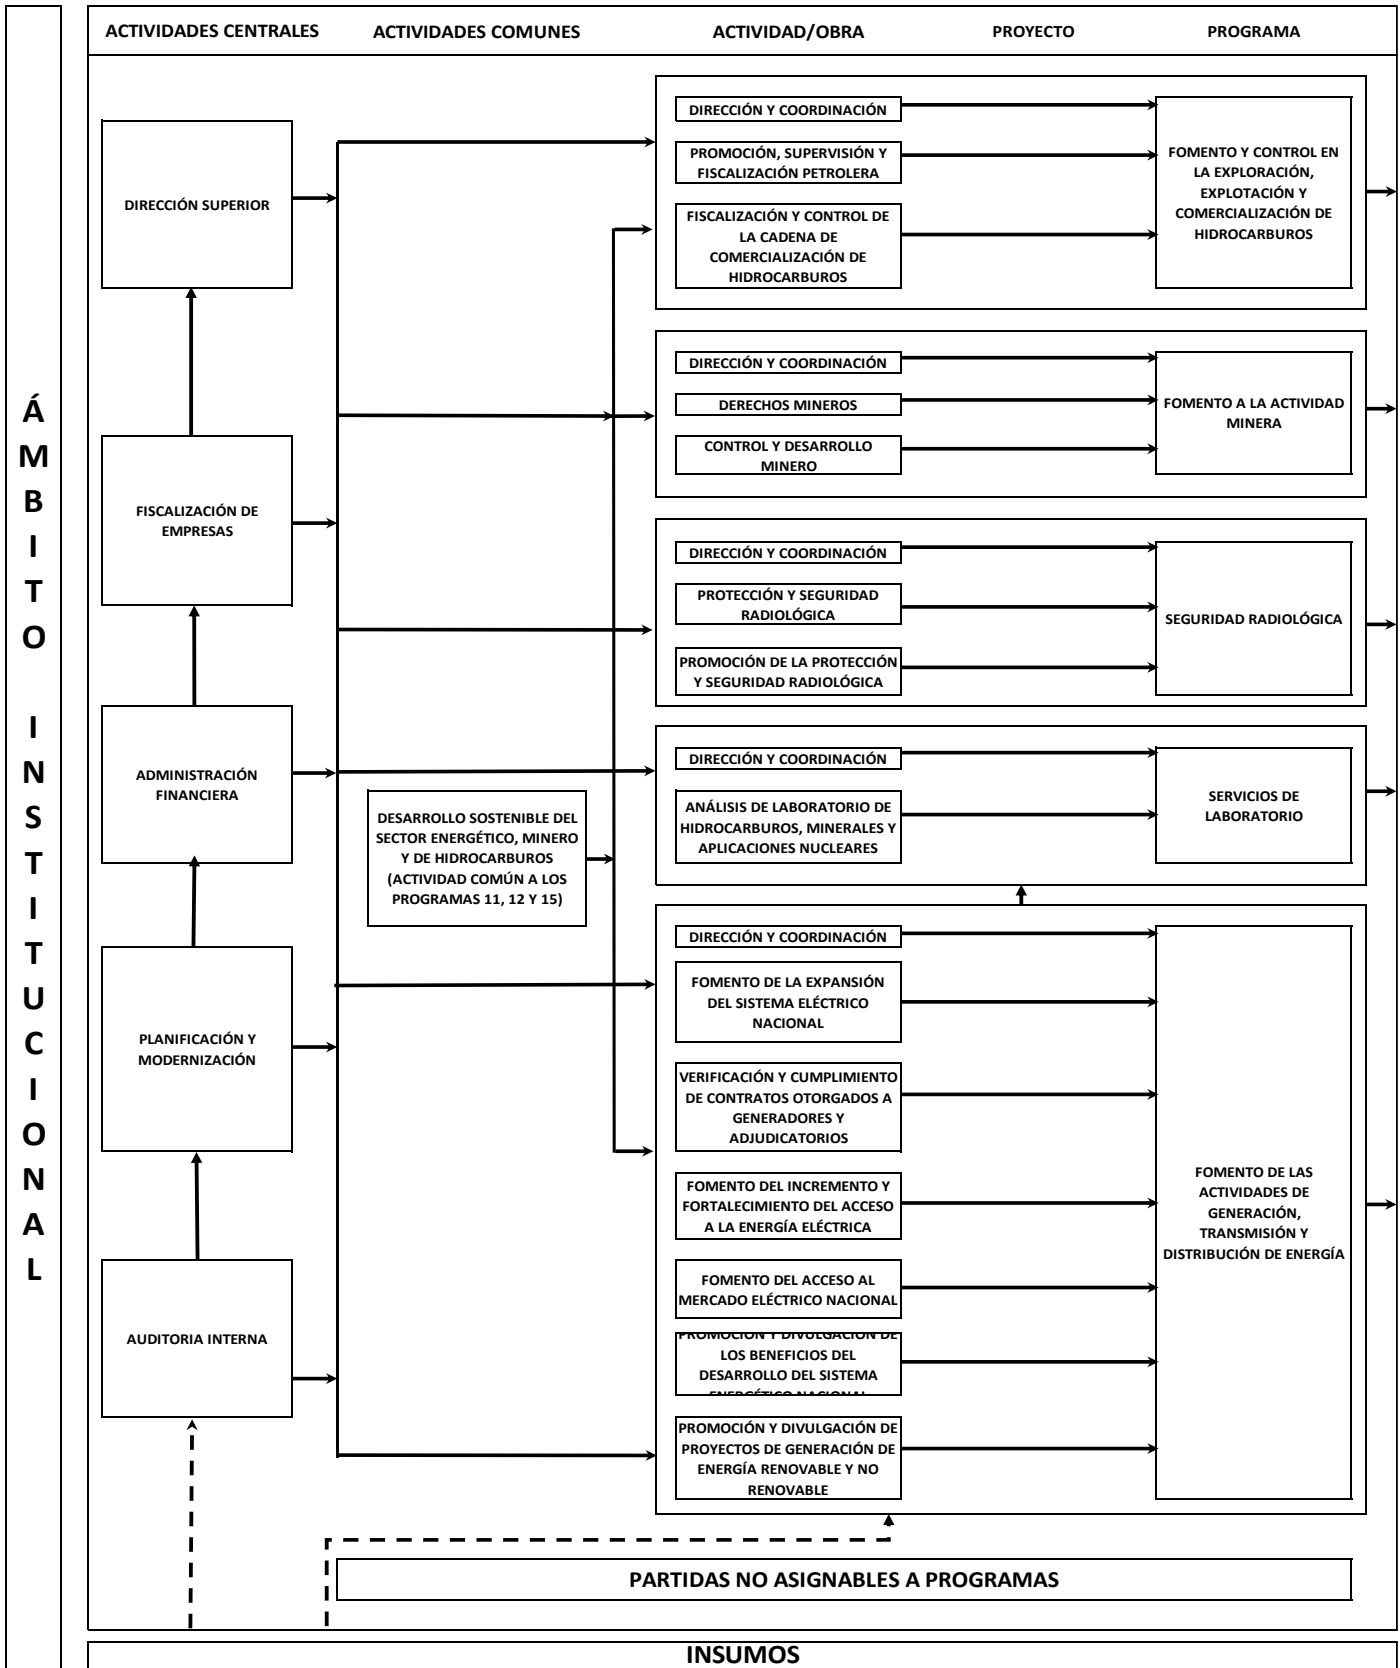 ÁMBITO INSTITUCIONAL
ACTIVIDADES CENTRALES
ACTIVIDADES COMUNES
ACTIVIDAD/OBRA
PROYECTO
PROGRAMA
DIRECCIÓN SUPERIOR
FISCALIZACIÓN DE
EMPRESAS
ADMINISTRACIÓN
FINANCIERA
PLANIFICACIÓN Y
MODERNIZACIÓN
AUDITORIA INTERNA
DESARROLLO SOSTENIBLE DEL
SECTOR ENERGÉTICO, MINERO
Y DE HIDROCARBUROS
(ACTIVIDAD COMÚN A LOS
PROGRAMAS 11, 12 Y 15)
DIRECCIÓN Y COORDINACIÓN
PROMOCIÓN, SUPERVISIÓN Y
FISCALIZACIÓN PETROLERA
FISCALIZACIÓN Y CONTROL DE
LA CADENA DE
COMERCIALIZACIÓN DE
HIDROCARBUROS
FOMENTO Y CONTROL EN
LA EXPLORACIÓN,
EXPLOTACIÓN Y
COMERCIALIZACIÓN DE
HIDROCARBUROS
DIRECCIÓN Y COORDINACIÓN
DERECHOS MINEROS
CONTROL Y DESARROLLO
MINERO
FOMENTO A LA ACTIVIDAD
MINERA
DIRECCIÓN Y COORDINACIÓN
PROTECCIÓN Y SEGURIDAD
RADIOLÓGICA
PROMOCIÓN DE LA PROTECCIÓN
Y SEGURIDAD RADIOLÓGICA
SEGURIDAD RADIOLÓGICA
DIRECCIÓN Y COORDINACIÓN
ANÁLISIS DE LABORATORIO DE
HIDROCARBUROS, MINERALES Y
APLICACIONES NUCLEARES
SERVICIOS DE
LABORATORIO
DIRECCIÓN Y COORDINACIÓN
FOMENTO DE LA EXPANSIÓN
DEL SISTEMA ELÉCTRICO
NACIONAL
VERIFICACIÓN Y CUMPLIMIENTO
DE CONTRATOS OTORGADOS A
GENERADORES Y
ADJUDICATORIOS
FOMENTO DEL INCREMENTO Y
FORTALECIMIENTO DEL ACCESO
A LA ENERGÍA ELÉCTRICA
FOMENTO DEL ACCESO AL
MERCADO ELÉCTRICO NACIONAL
PROMOCIÓN Y DIVULGACIÓN DE
LOS BENEFICIOS DEL
DESARROLLO DEL SISTEMA
ENERGÉTICO NACIONAL
PROMOCIÓN Y DIVULGACIÓN DE
PROYECTOS DE GENERACIÓN DE
ENERGÍA RENOVABLE Y NO
RENOVABLE
FOMENTO DE LAS
ACTIVIDADES DE
GENERACIÓN,
TRANSMISIÓN Y
DISTRIBUCIÓN DE ENERGÍA
PARTIDAS NO ASIGNABLES A PROGRAMAS
INSUMOS